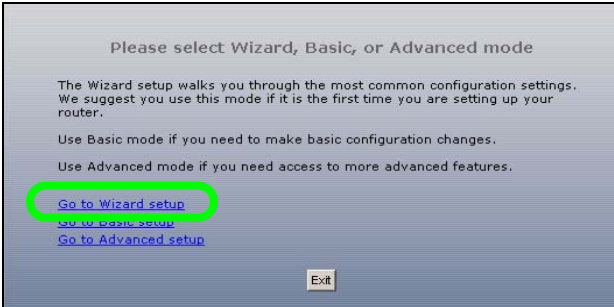 Please select Wizard, Basic, or Advanced mode
The Wizard setup walks you through the most common configuration settings.
We suggest you use this mode if it is the first time you are setting up your
router.
Use Basic mode if you need to make basic configuration changes.
Use Advanced mode if you need access to more advanced features.
Go to Wizard setup
Go to Basic setup
Go to Advanced setup
Exit